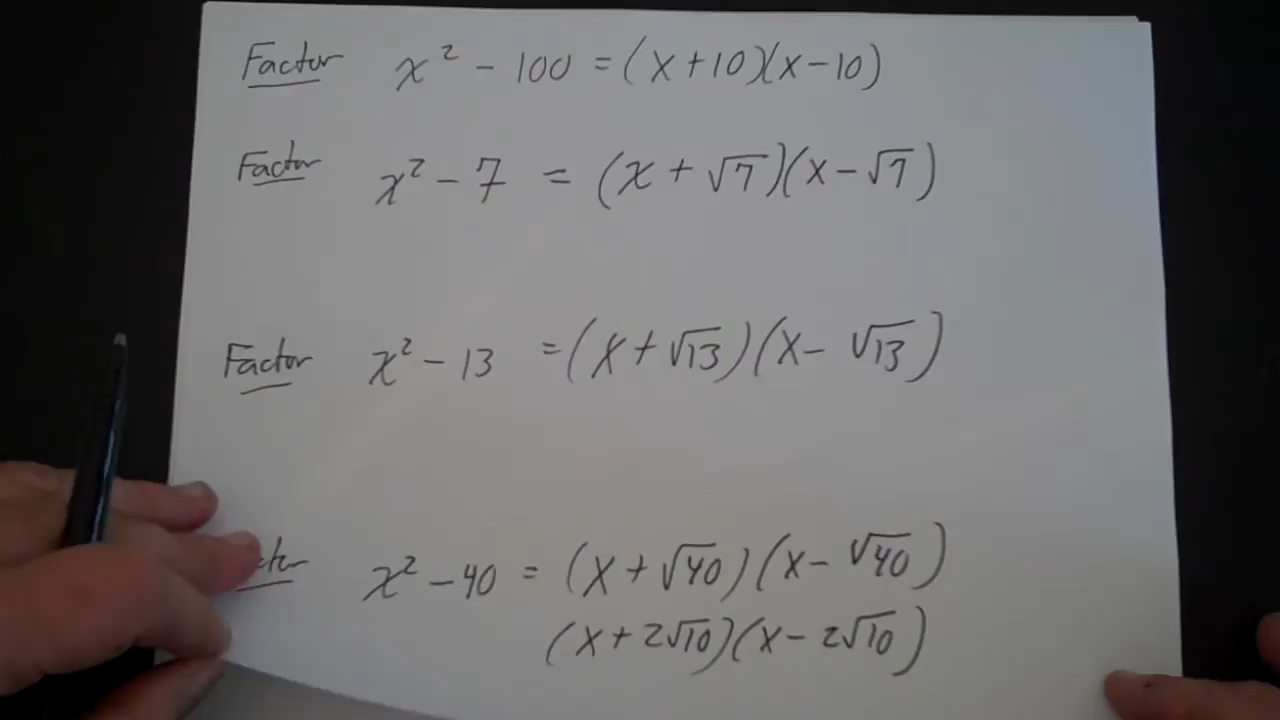 Factor x² - 100 = (x+10)(x-10)
Factor x² - 7 = (x + √7)(x-√7)
Factor x² - 13 = (x+√13)(x- √13)
x² - 40 = (x+√40)(x- √40)
(x+2√10)(x- 2√10)